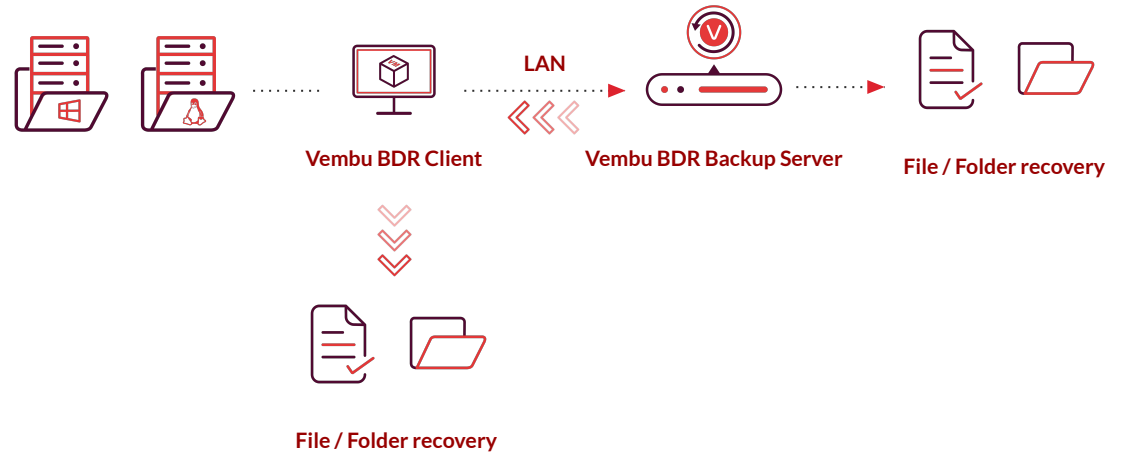 V
LAN
Vembu BDR Client
Vembu BDR Backup Server
File / Folder recovery
File / Folder recovery